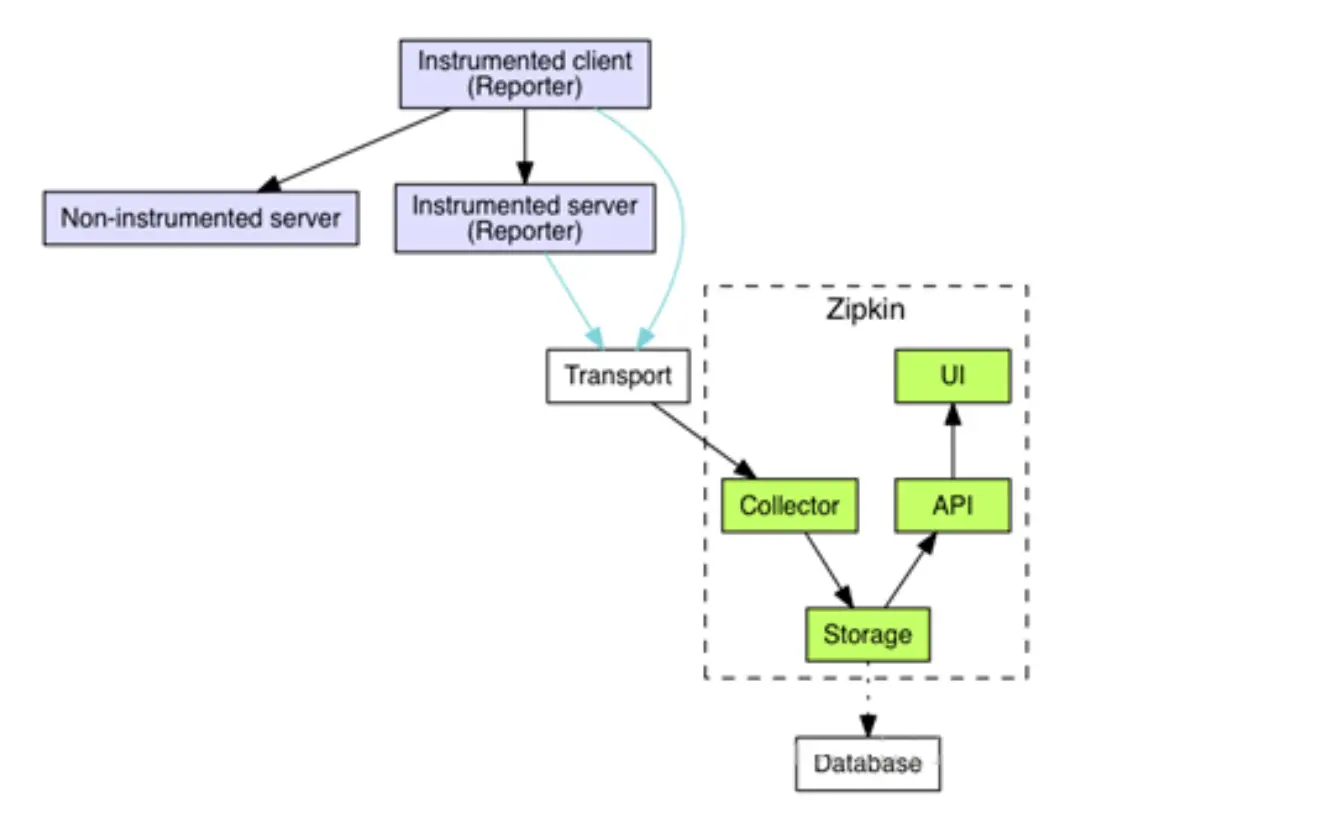 Instrumented client
(Reporter)
Non-instrumented server
Instrumented server
(Reporter)
Zipkin
Transport
UI
Collector
API
Storage
Database